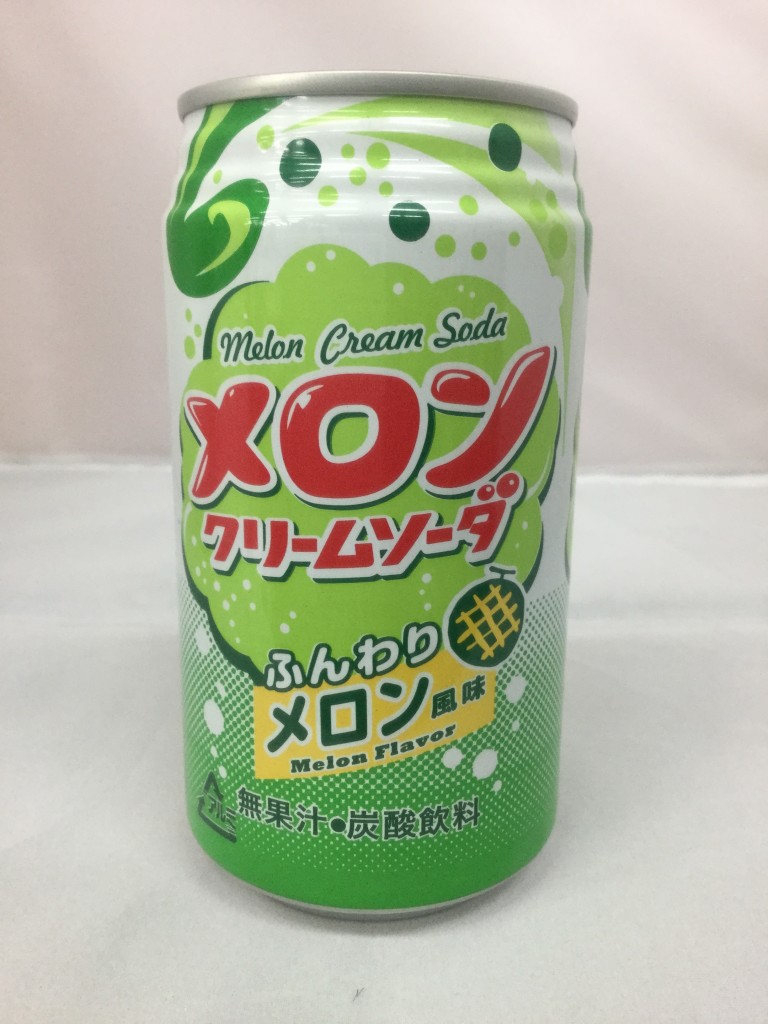 Melon Cream Soda
メロン
クリームソーダ
ふんわり
メロン風味
Melon Flavor
アルミ
無果汁●炭酸飲料